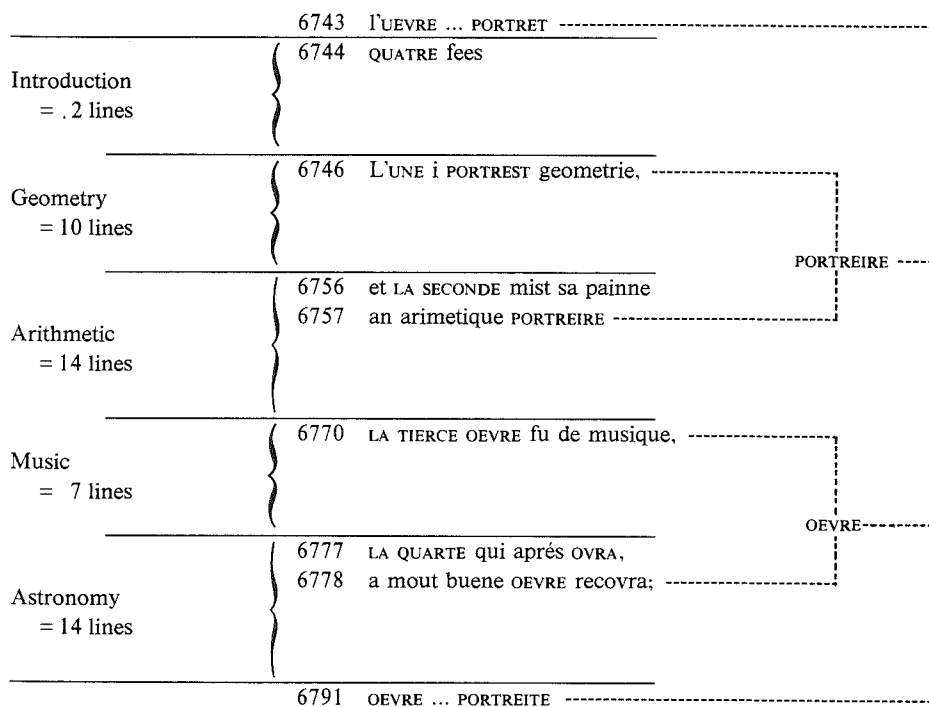 6743 l'UEVRE ... PORTRET
6744 QUATRE fees
Introduction
= .2 lines
6746 L'UNE i PORTREST geometrie,
Geometry
= 10 lines
PORTREIRE
6756 et LA SECONDE mist sa painne
6757 an arimetique PORTREIRE
Arithmetic
= 14 lines
6770 LA TIERCE OEVRE fu de musique,
Music
= 7 lines
OEVRE
6777 LA QUARTE qui aprés OVRA,
6778 a mout buene OEVRE recovra;
Astronomy
= 14 lines
6791 OEVRE ... PORTREITE